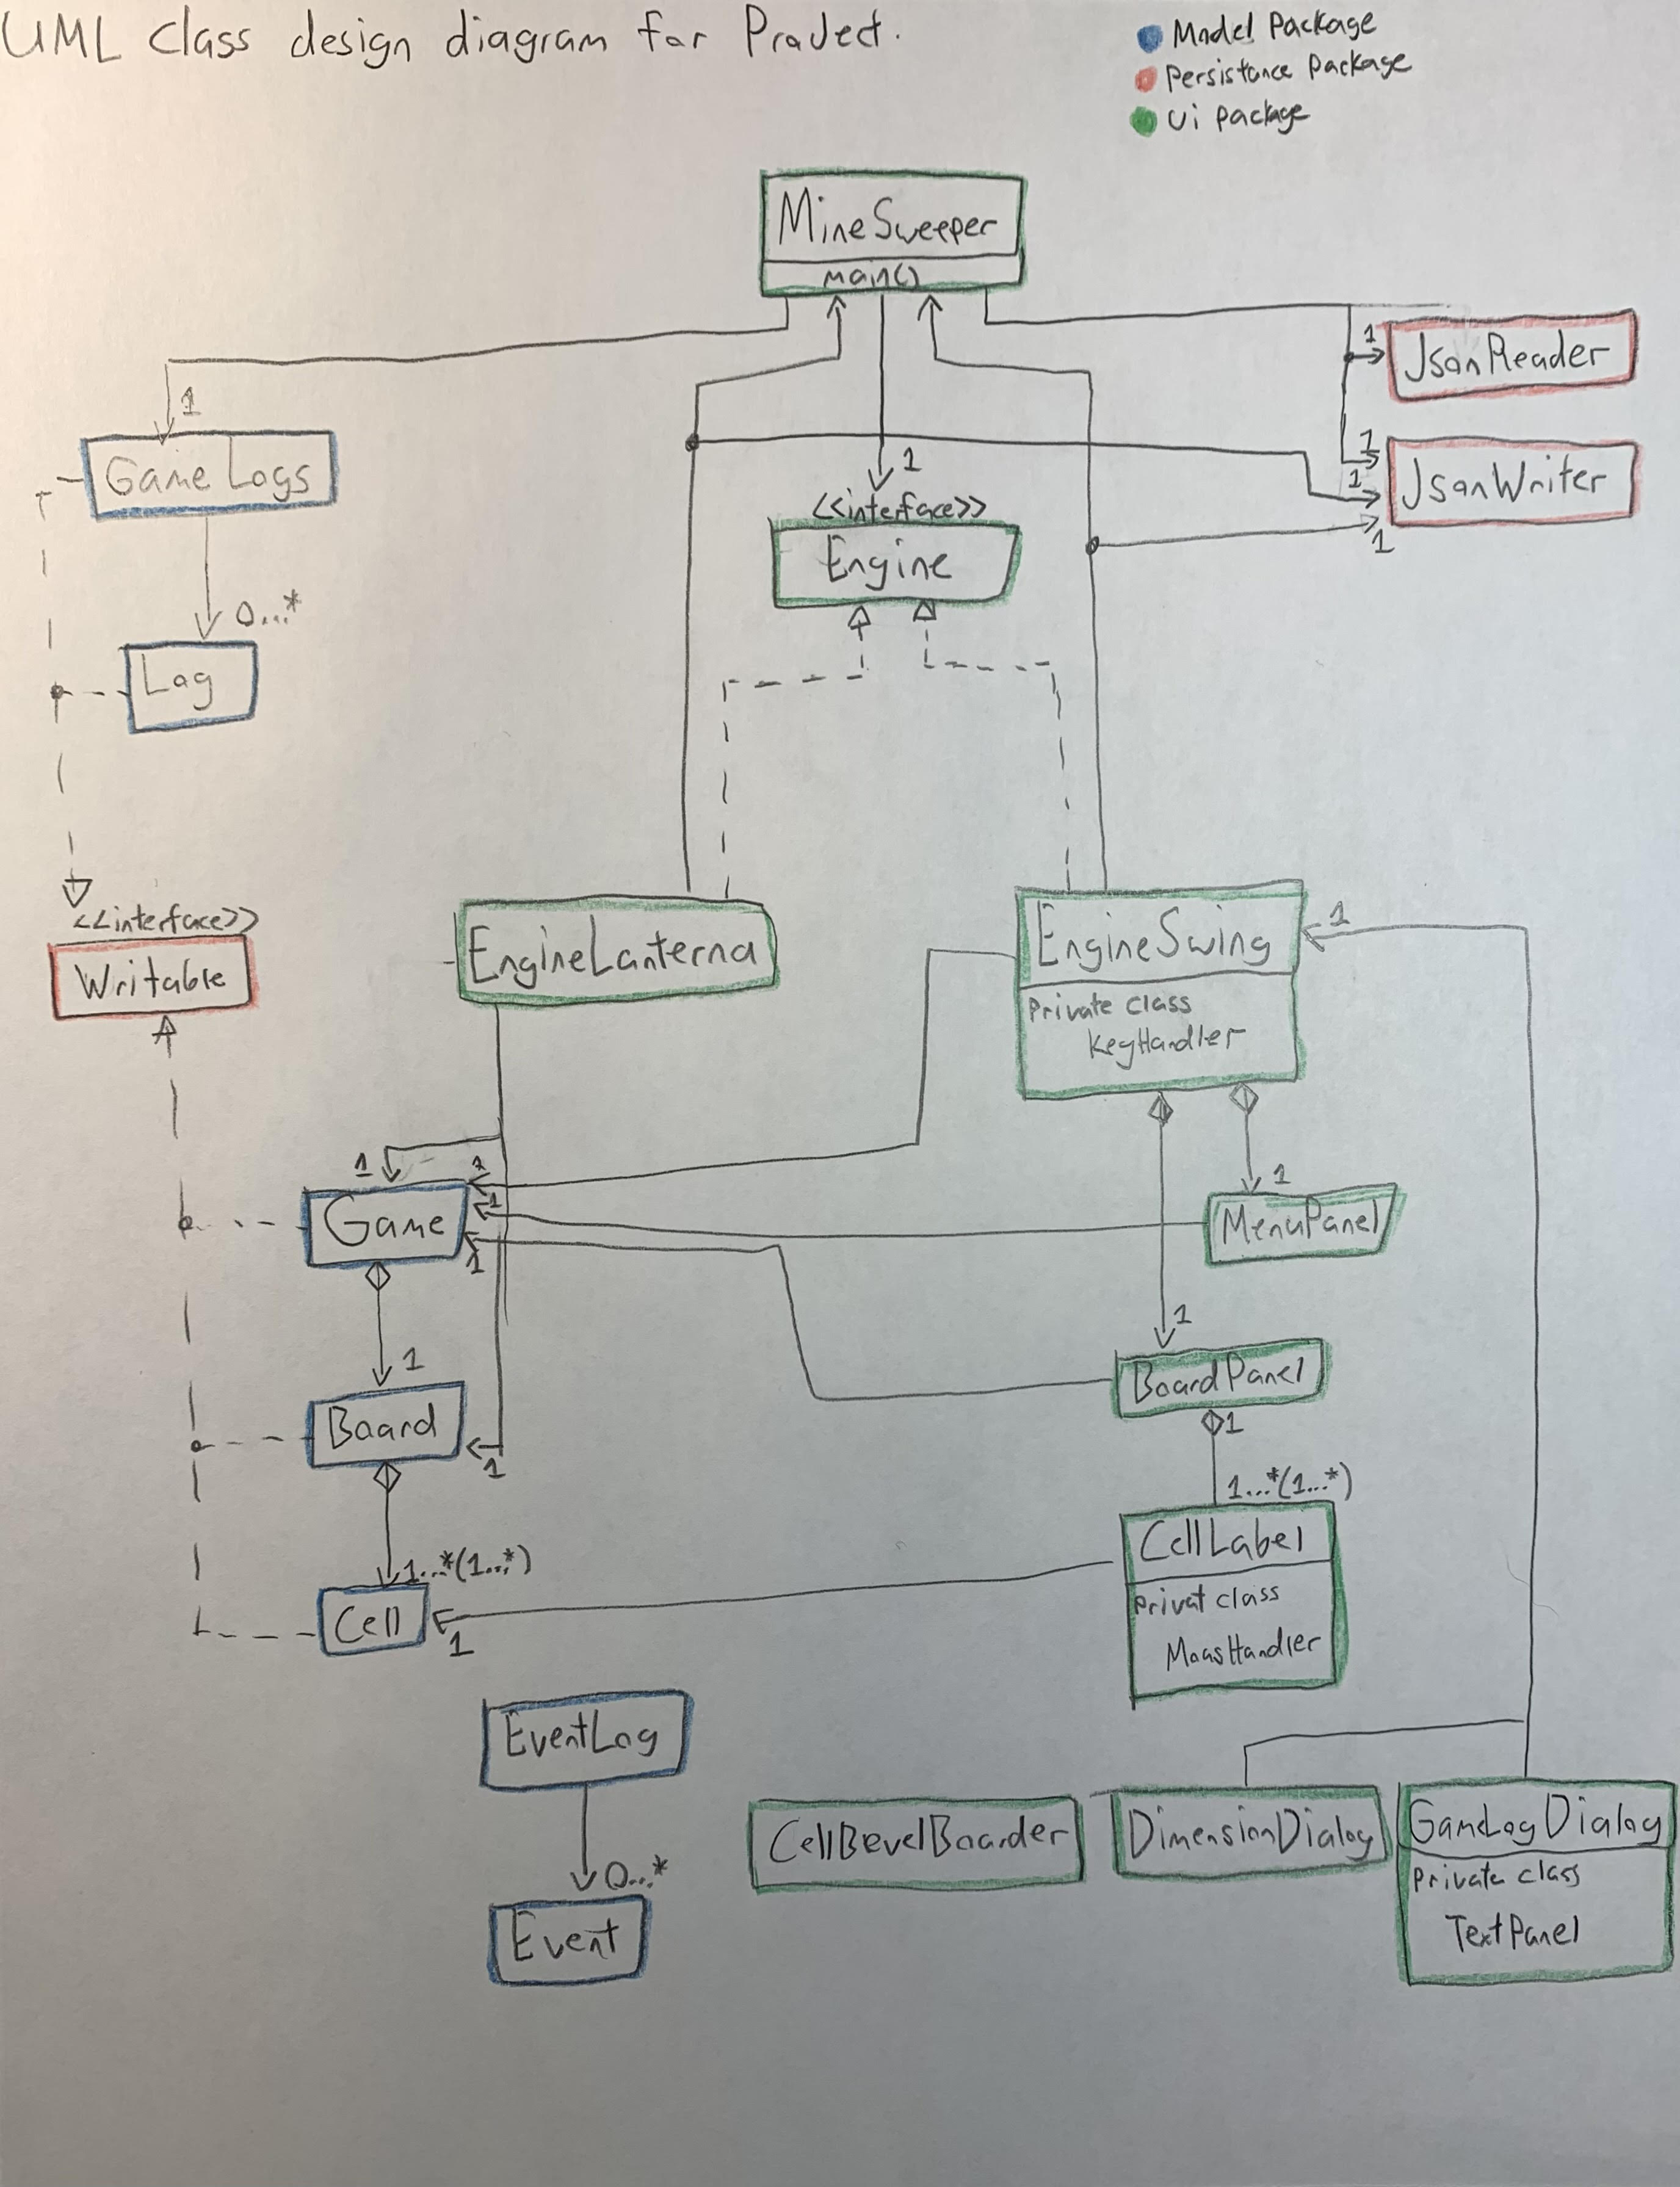 UML Class design diagram for Project.
Model Package
Persistance Package
Ui Package
MineSweeper
main()
1
JsonReader
1
Game Logs
1
1
1
JsonWriter
1
<<interface>>
Engine
0...*
Log
<<interface>>
Writable
EngineLanterna
EngineSwing
1
Private class
KeyHandler
1
1
1
1
Game
1
MenuPanel
1
1
Board
1
BoardPanel
1
1...*(1...*)
1...*(1...*)
CellLabel
Cell
1
Privat class
MousHandler
EventLog
CellBevelBoarder
DimensionDialog
GameLogDialog
Private class
TextPanel
0...*
Event